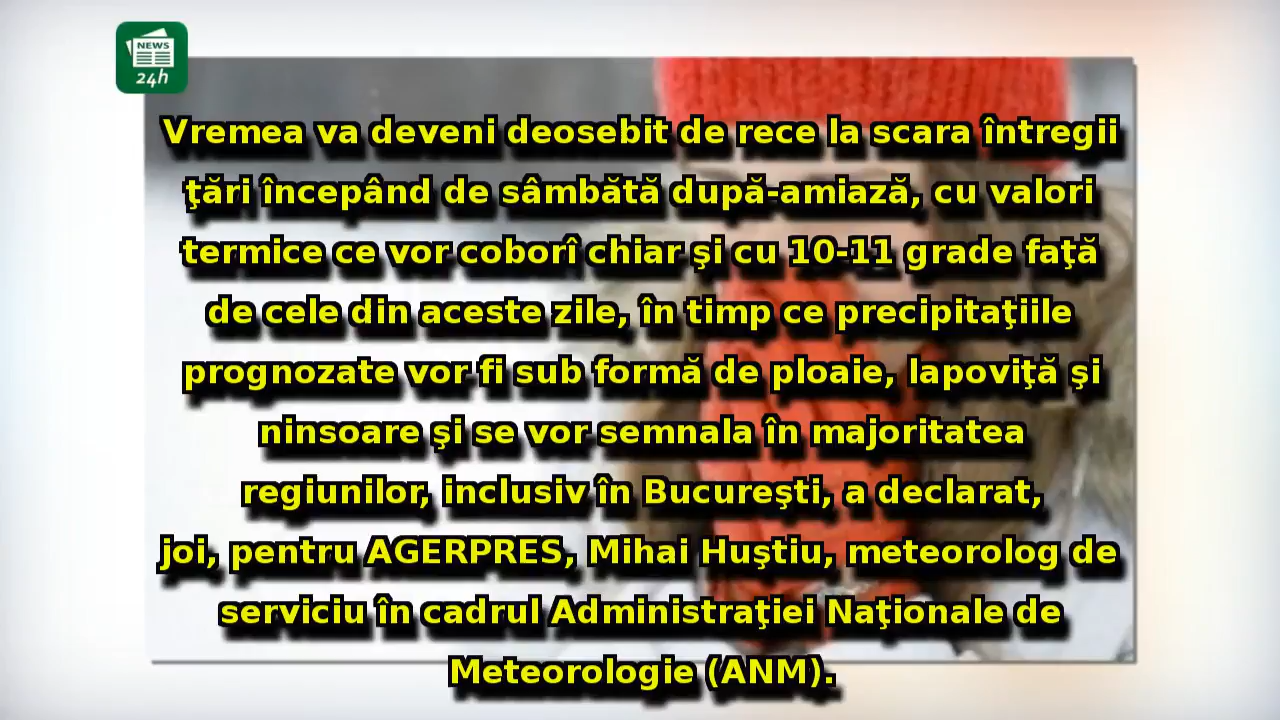 NEWS
24h
Vremea va deveni deosebit de rece la scara întregii
ţări începând de sâmbătă după-amiază, cu valori
termice ce vor coborî chiar şi cu 10-11 grade faţă
de cele din aceste zile, în timp ce precipitaţiile
prognozate vor fi sub formă de ploaie, lapoviţă şi
ninsoare şi se vor semnala în majoritatea
regiunilor, inclusiv în Bucureşti, a declarat,
joi, pentru AGERPRES, Mihai Huştiu, meteorolog de
serviciu în cadrul Administraţiei Naţionale de
Meteorologie (ANM).